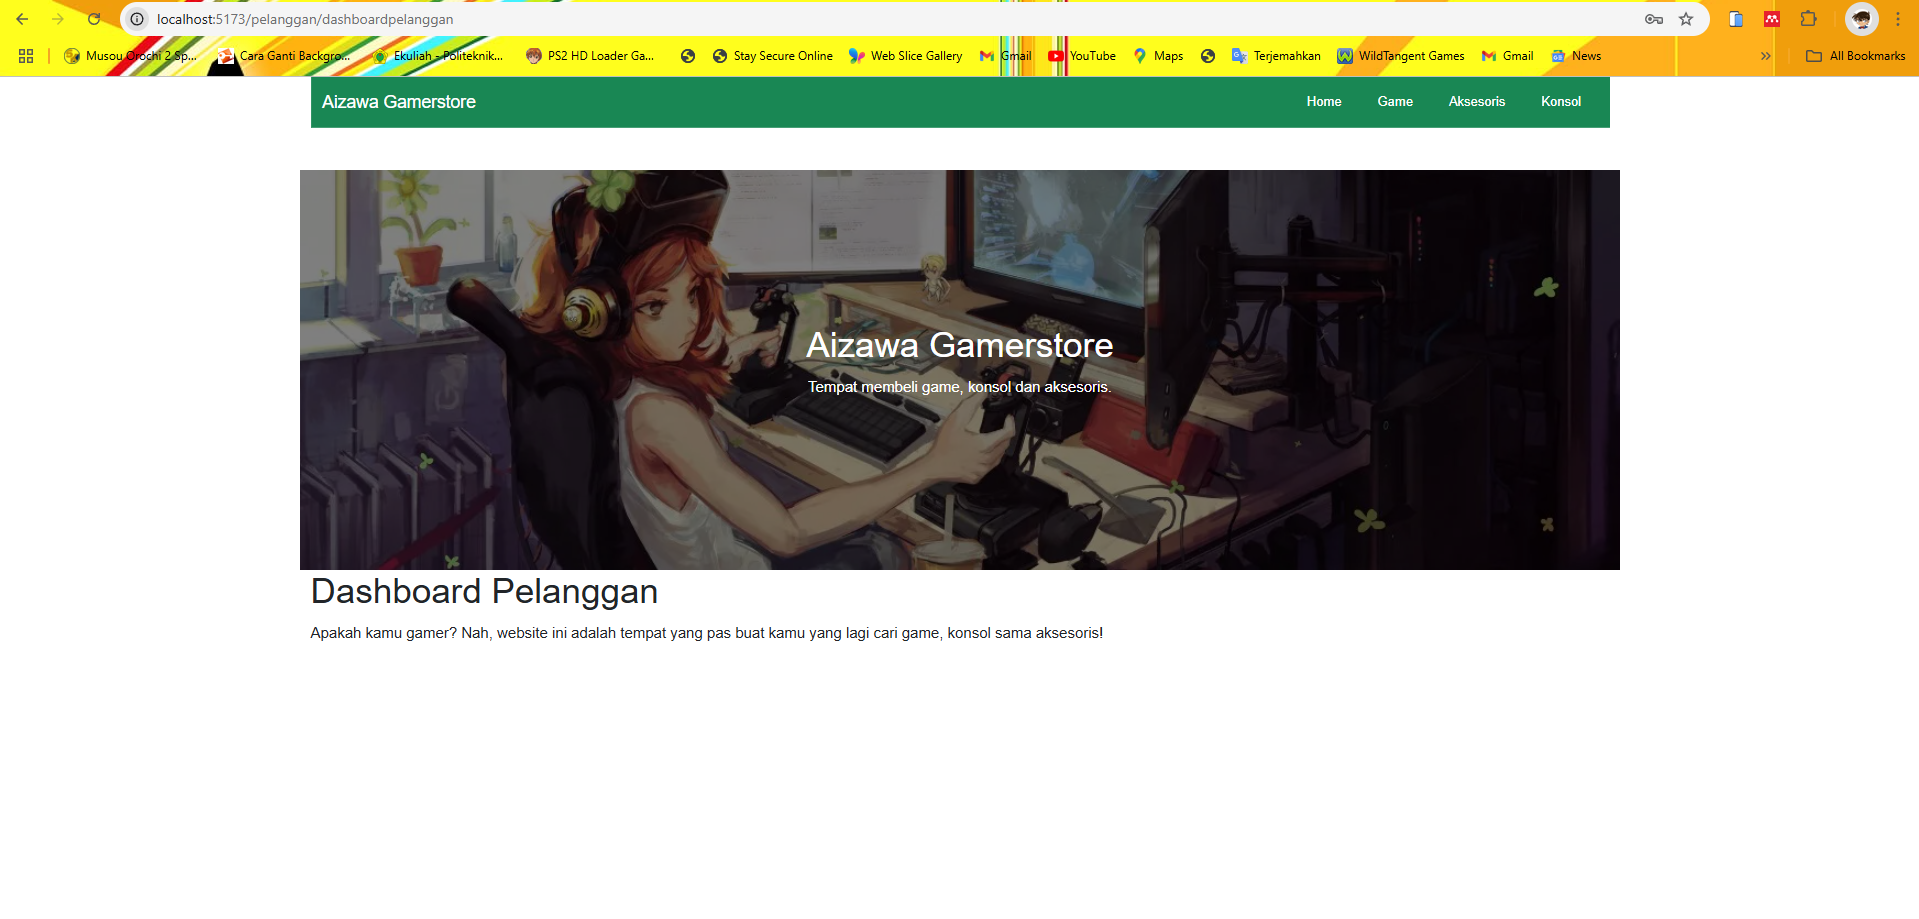 localhost:5173/pelanggan/dashboardpelanggan
Musou Orochi 2 Sp... Cara Ganti Backgro... Ekuliah - Politeknik... PS2 HD Loader Ga... Stay Secure Online Web Slice Gallery Gmail YouTube Maps Terjemahkan WildTangent Games Gmail News » All Bookmarks
Aizawa Gamerstore Home Game Aksesoris Konsol
Aizawa Gamerstore
Tempat membeli game, konsol dan aksesoris.
Dashboard Pelanggan
Apakah kamu gamer? Nah, website ini adalah tempat yang pas buat kamu yang lagi cari game, konsol sama aksesoris!